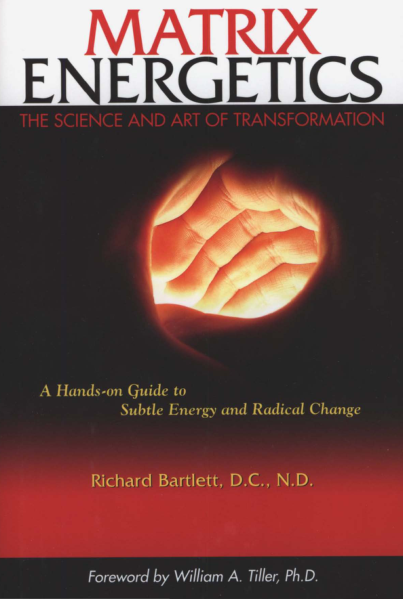 MATRIX
ENERGETICS
THE SCIENCE AND ART OF TRANSFORMATION
A Hands-on Guide to
Subtle Energy and Radical Change
Richard Bartlett, D.C., N.D.
Foreword by William A. Tiller, Ph.D.